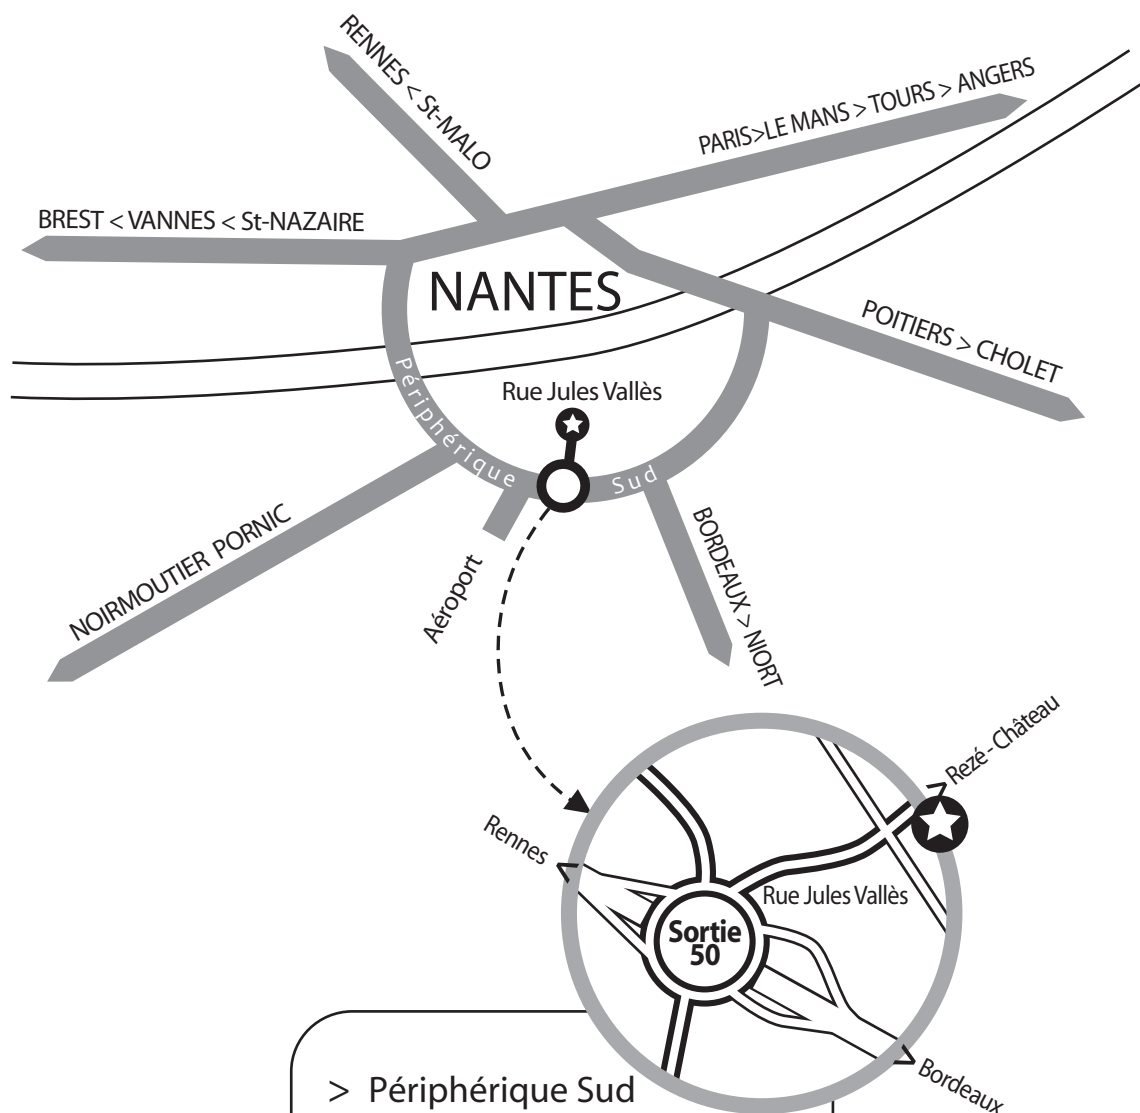 RENNES < St-MALO
PARIS>LE MANS > TOURS > ANGERS
BREST < VANNES < St-NAZAIRE
NANTES
POITIERS > CHOLET
Rue Jules Vallès
Périphérique Sud
NOIRMOUTIER PORNIC
Aéroport
BORDEAUX > NIORT
Rezé-Château
Rennes
Rue Jules Vallès
Sortie
50
Bordeaux
> Périphérique Sud